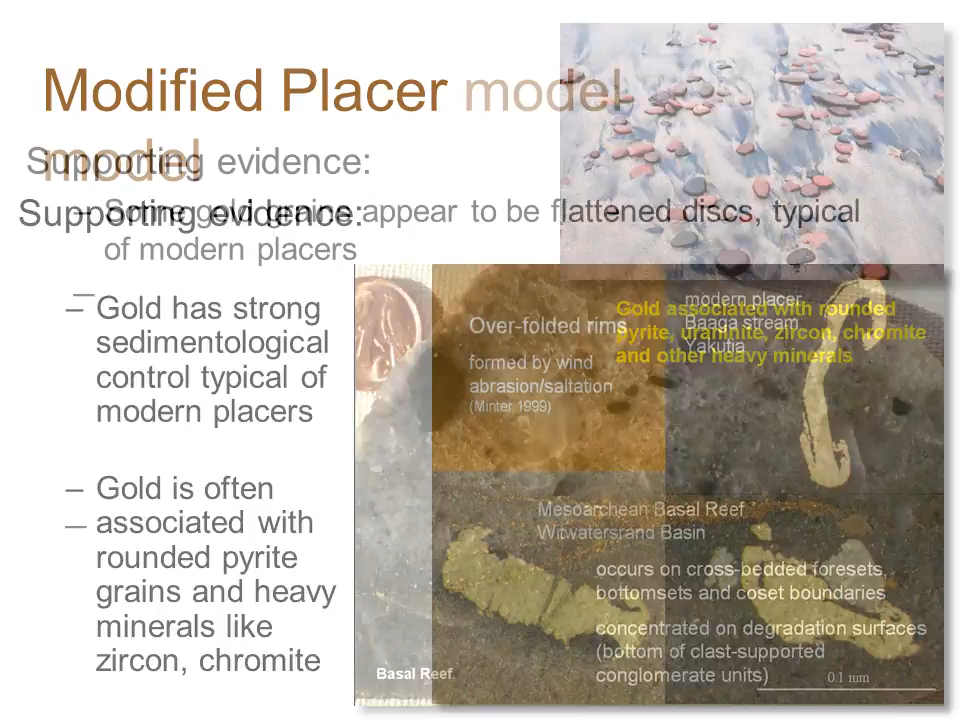 Modified Placer model
model
Supporting evidence:
Supporting evidence:
– Some gold grains appear to be flattened discs, typical
of modern placers
– Gold has strong
sedimentological
control typical of
modern placers
– Gold is often
associated with
rounded pyrite
grains and heavy
minerals like
zircon, chromite
Over-folded rims
formed by wind
abrasion/saltation
(Minter 1999)
modern placer
Baaga stream
Yakutia
Gold associated with rounded
pyrite, uraninite, zircon, chromite
and other heavy minerals
Mesoarchean Basal Reef
Witwatersrand Basin
occurs on cross-bedded foresets,
bottomsets and coset boundaries
concentrated on degradation surfaces
(bottom of clast-supported
conglomerate units)
Basal Reef
0.1 mm